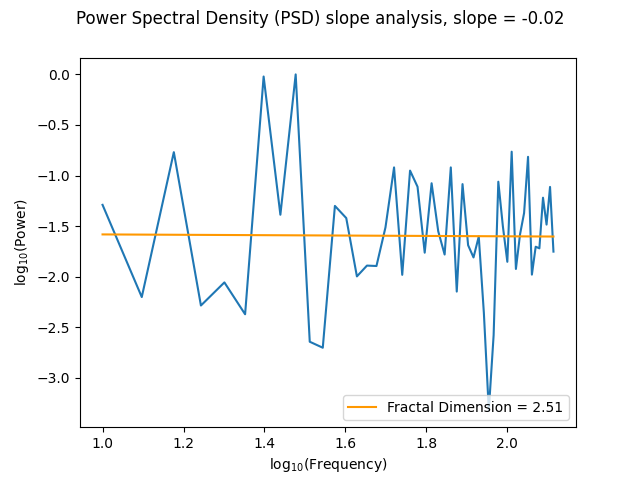 Power Spectral Density (PSD) slope analysis, slope = -0.02
0.0
−0.5
−1.0
−1.5
−2.0
−2.5
−3.0
log₁₀(Power)
Fractal Dimension = 2.51
1.0 1.2 1.4 1.6 1.8 2.0
log₁₀(Frequency)